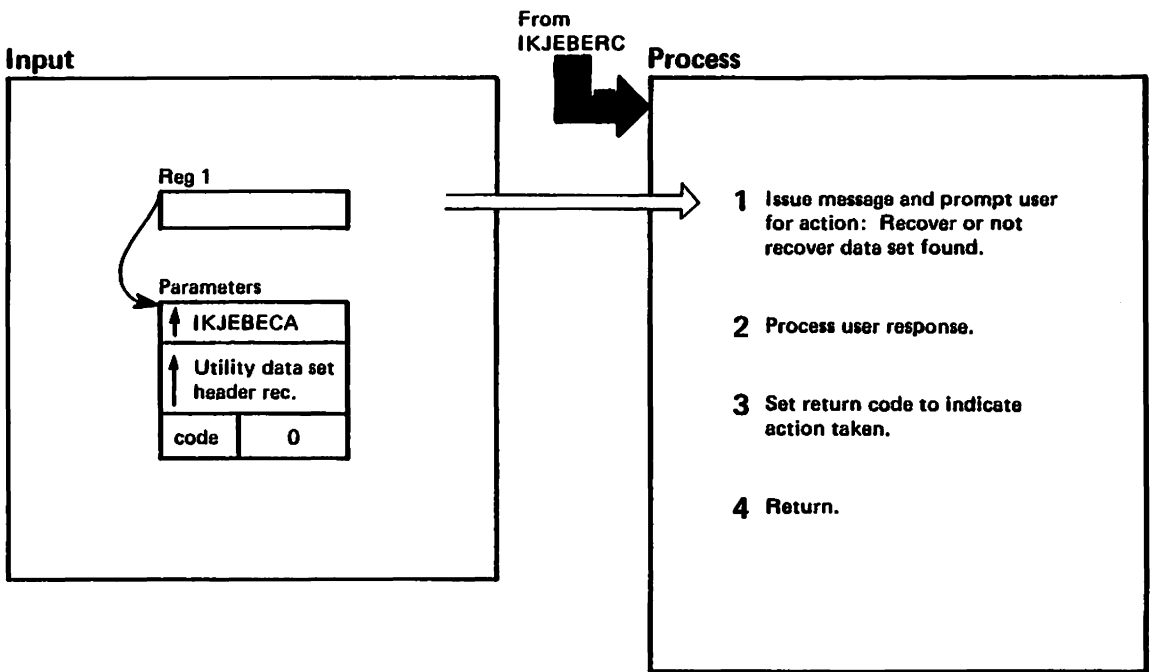 From
IKJEBERC
Input
Process
Reg 1
Parameters
IKJEBECA
Utility data set
header rec.
code 0
1 Issue message and prompt user
for action: Recover or not
recover data set found.
2 Process user response.
3 Set return code to indicate
action taken.
4 Return.